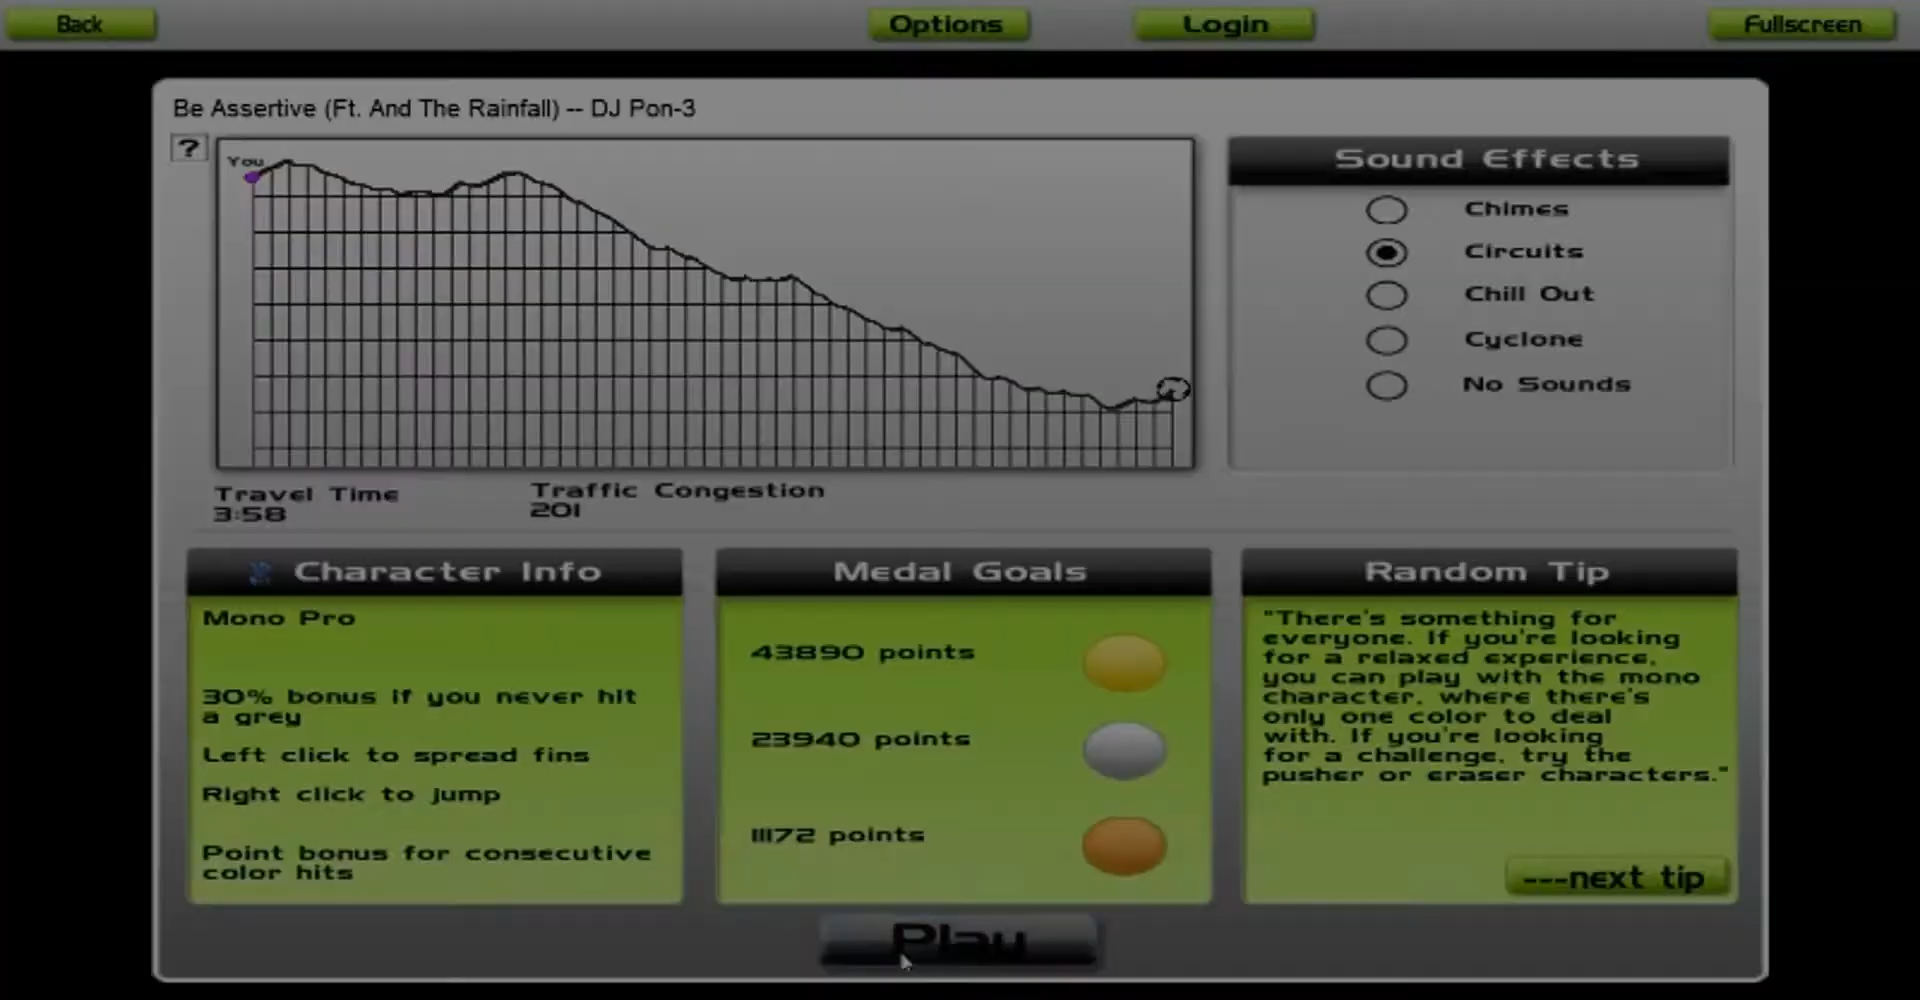 Back
Options
Login
Fullscreen
Be Assertive (Ft. And The Rainfall) -- DJ Pon-3
?
You
Sound Effects
Chimes
Circuits
Chill Out
Cyclone
No Sounds
Travel Time
3:58
Traffic Congestion
201
Character Info
Mono Pro
30% bonus if you never hit
a grey
Left click to spread fins
Right click to jump
Point bonus for consecutive
color hits
Medal Goals
43890 points
23940 points
11172 points
Random Tip
"There's something for
everyone. If you're looking
for a relaxed experience,
you can play with the mono
character, where there's
only one color to deal
with. If you're looking
for a challenge, try the
pusher or eraser characters."
---next tip
Play